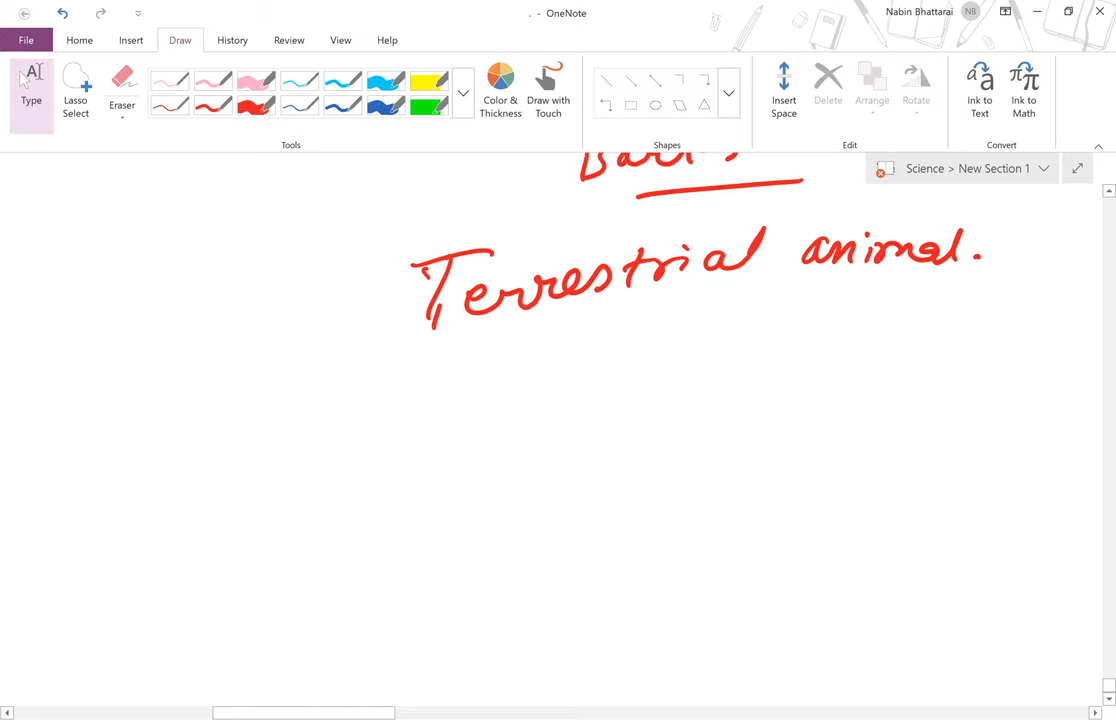 . - OneNote
Nabin Bhattarai NB
File Home Insert Draw History Review View Help
Type
Lasso Select
Eraser
Color & Thickness
Draw with Touch
Insert Space
Delete
Arrange
Rotate
Ink to Text
Ink to Math
Tools
Shapes
Edit
Convert
Science > New Section 1
Terrestrial animal.